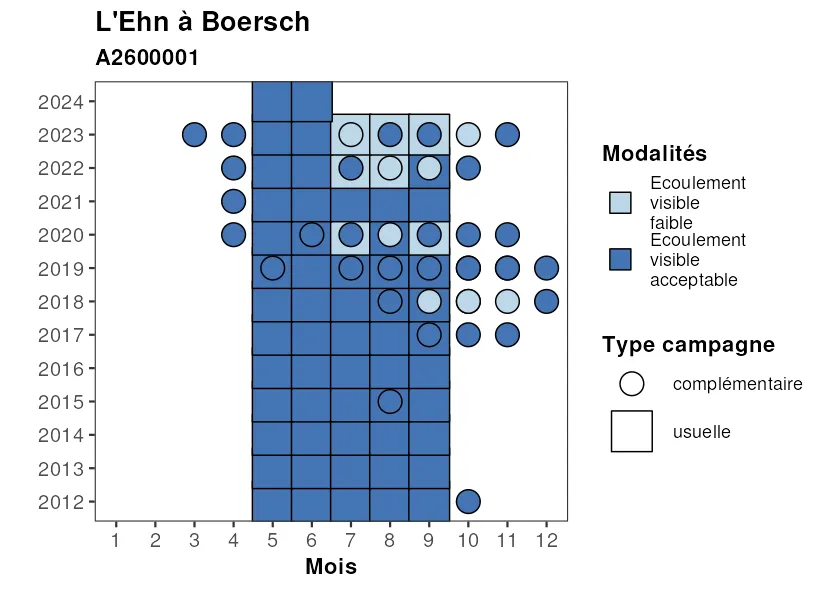 L'Ehn à Boersch
A2600001
2024
2023
2022
2021
2020
2019
2018
2017
2016
2015
2014
2013
2012
1 2 3 4 5 6 7 8 9 10 11 12
Mois
Modalités
Ecoulement
visible
faible
Ecoulement
visible
acceptable
Type campagne
complémentaire
usuelle